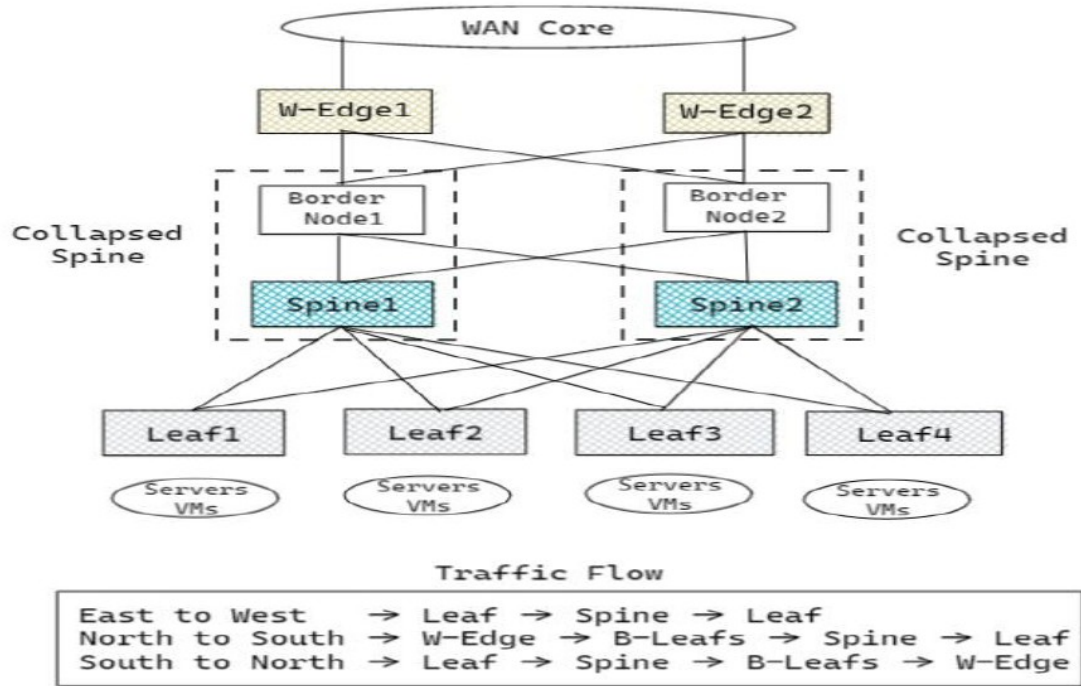 WAN Core
W-Edge1
W-Edge2
Border
Node1
Border
Node2
Collapsed
Spine
Collapsed
Spine
Spine1
Spine2
Leaf1
Leaf2
Leaf3
Leaf4
Servers
VMs
Servers
VMs
Servers
VMs
Servers
VMs
Traffic Flow
East to West → Leaf → Spine → Leaf
North to South → W-Edge → B-Leafs → Spine → Leaf
South to North → Leaf → Spine → B-Leafs → W-Edge